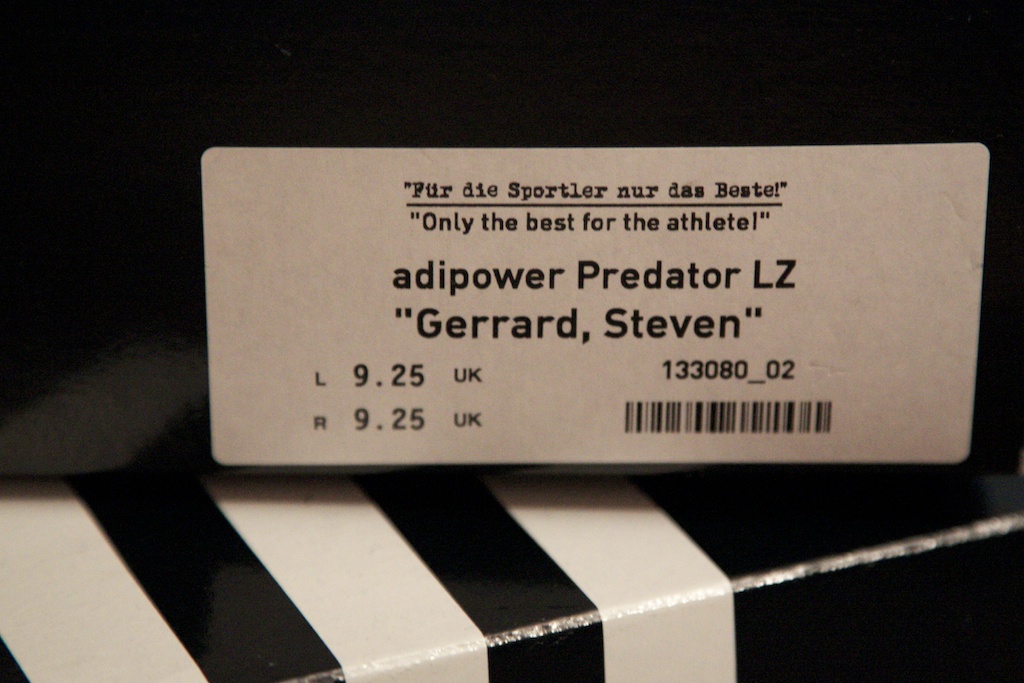 "Für die Sportler nur das Beste!"
"Only the best for the athlete!"
adipower Predator LZ
"Gerrard, Steven"
L 9.25 UK 133080_02
R 9.25 UK